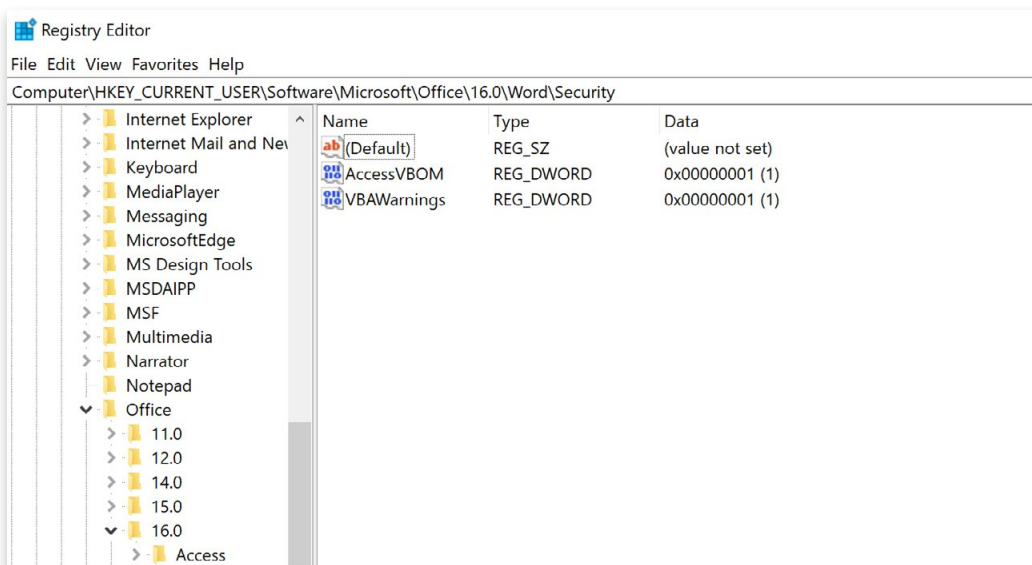 Registry Editor
File Edit View Favorites Help
Computer\HKEY_CURRENT_USER\Software\Microsoft\Office\16.0\Word\Security
Internet Explorer
Internet Mail and Nev
Keyboard
MediaPlayer
Messaging
MicrosoftEdge
MS Design Tools
MSDAIPP
MSF
Multimedia
Narrator
Notepad
Office
11.0
12.0
14.0
15.0
16.0
Access
Name Type Data
ab (Default) REG_SZ (value not set)
AccessVBOM REG_DWORD 0x00000001 (1)
VBAWarnings REG_DWORD 0x00000001 (1)